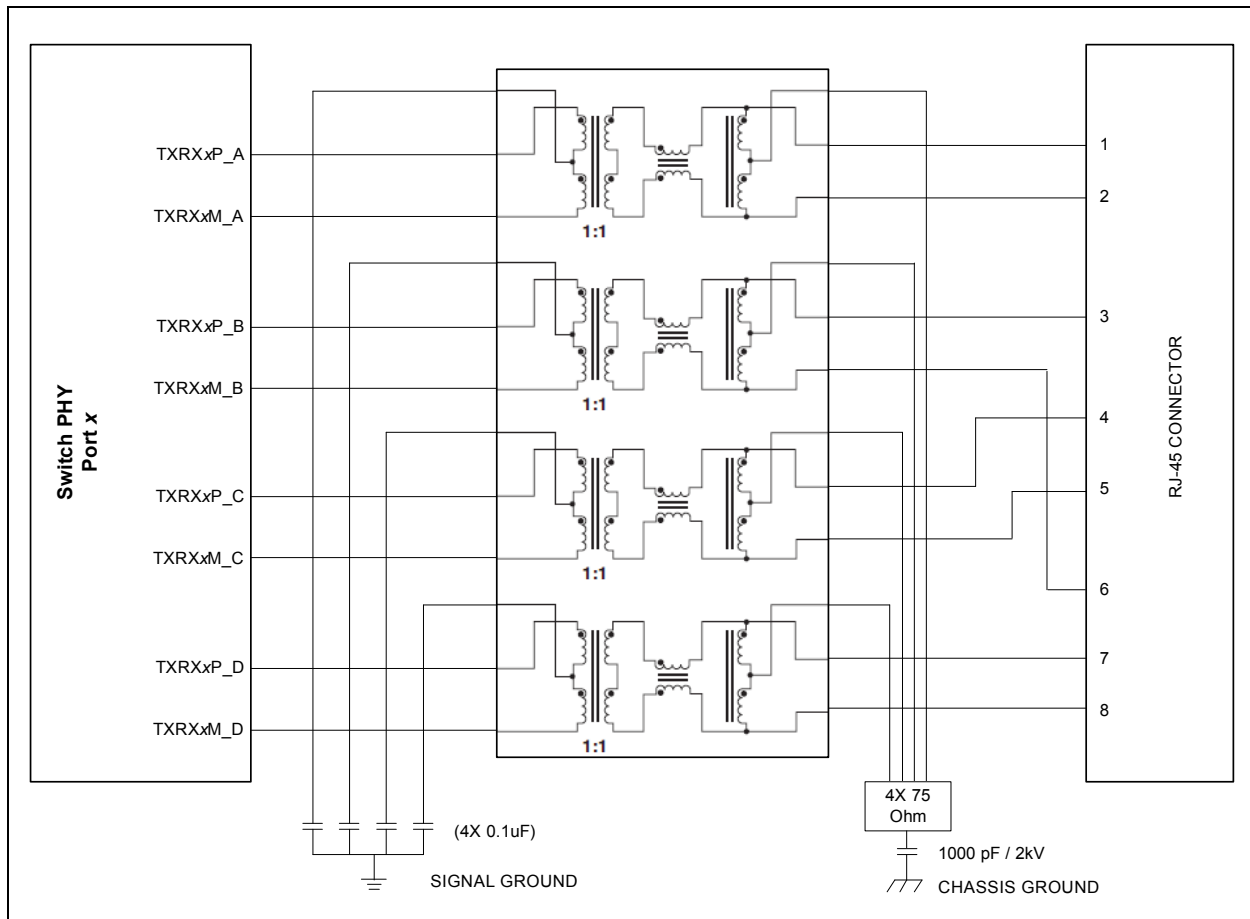 Switch PHY
Port x
TXRXxP_A
TXRXxM_A
TXRXxP_B
TXRXxM_B
TXRXxP_C
TXRXxM_C
TXRXxP_D
TXRXxM_D
1:1
1:1
1:1
1:1
1
2
3
4
5
6
7
8
RJ-45 CONNECTOR
(4X 0.1uF)
SIGNAL GROUND
4X 75
Ohm
1000 pF / 2kV
CHASSIS GROUND